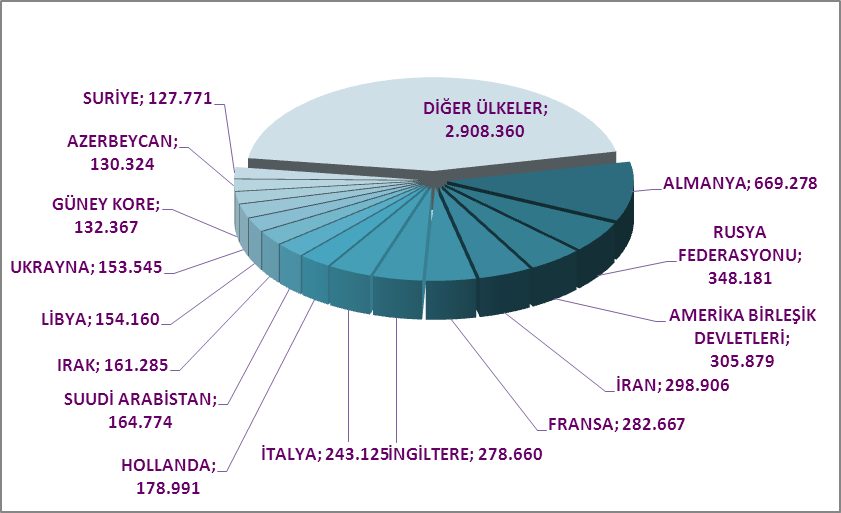 DİĞER ÜLKELER;
2.908.360
ALMANYA; 669.278
RUSYA
FEDERASYONU;
348.181
AMERİKA BİRLEŞİK
DEVLETLERİ;
305.879
İRAN; 298.906
FRANSA; 282.667
İNGİLTERE; 278.660
İTALYA; 243.125
HOLLANDA;
178.991
SUUDİ ARABİSTAN;
164.774
IRAK; 161.285
LİBYA; 154.160
UKRAYNA; 153.545
GÜNEY KORE;
132.367
AZERBEYCAN;
130.324
SURİYE; 127.771